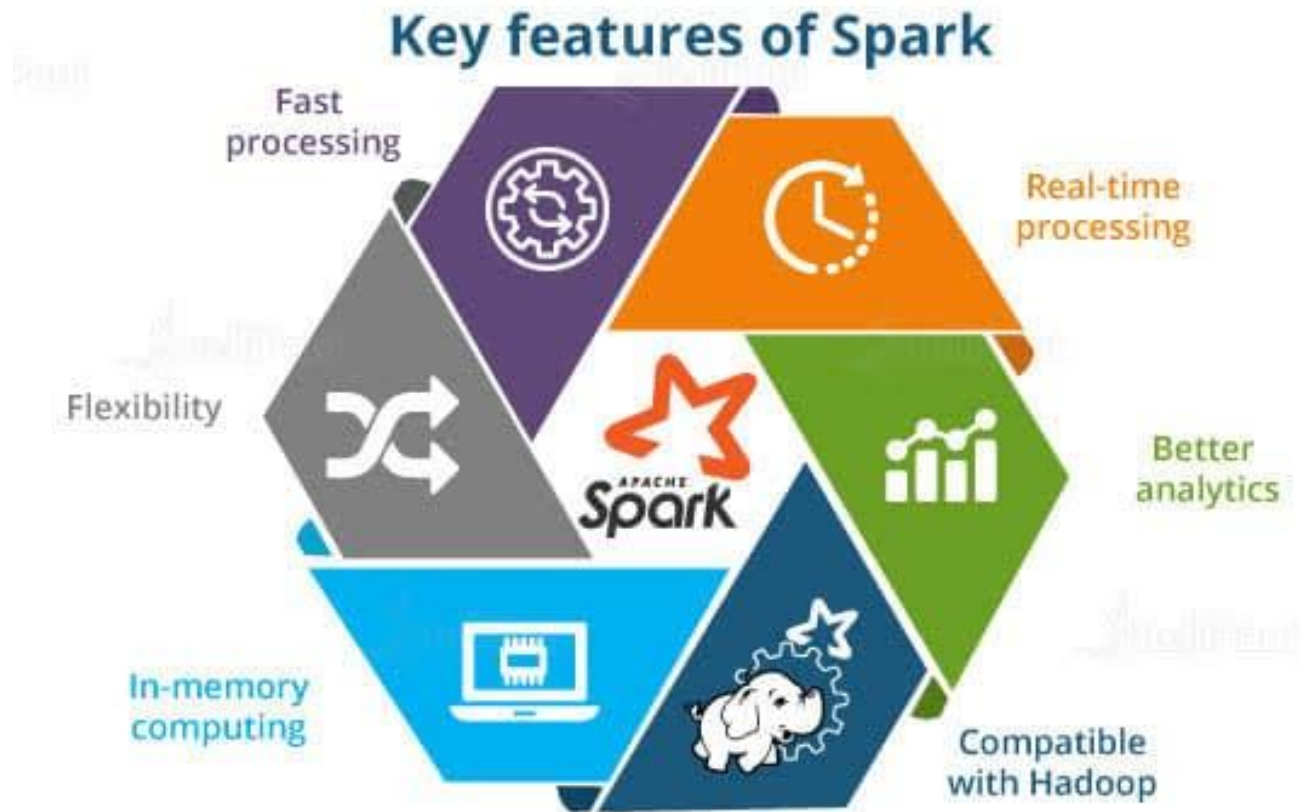 Key features of Spark
Fast
processing
Real-time
processing
Flexibility
APACHE
Spark
Better
analytics
In-memory
computing
Compatible
with Hadoop